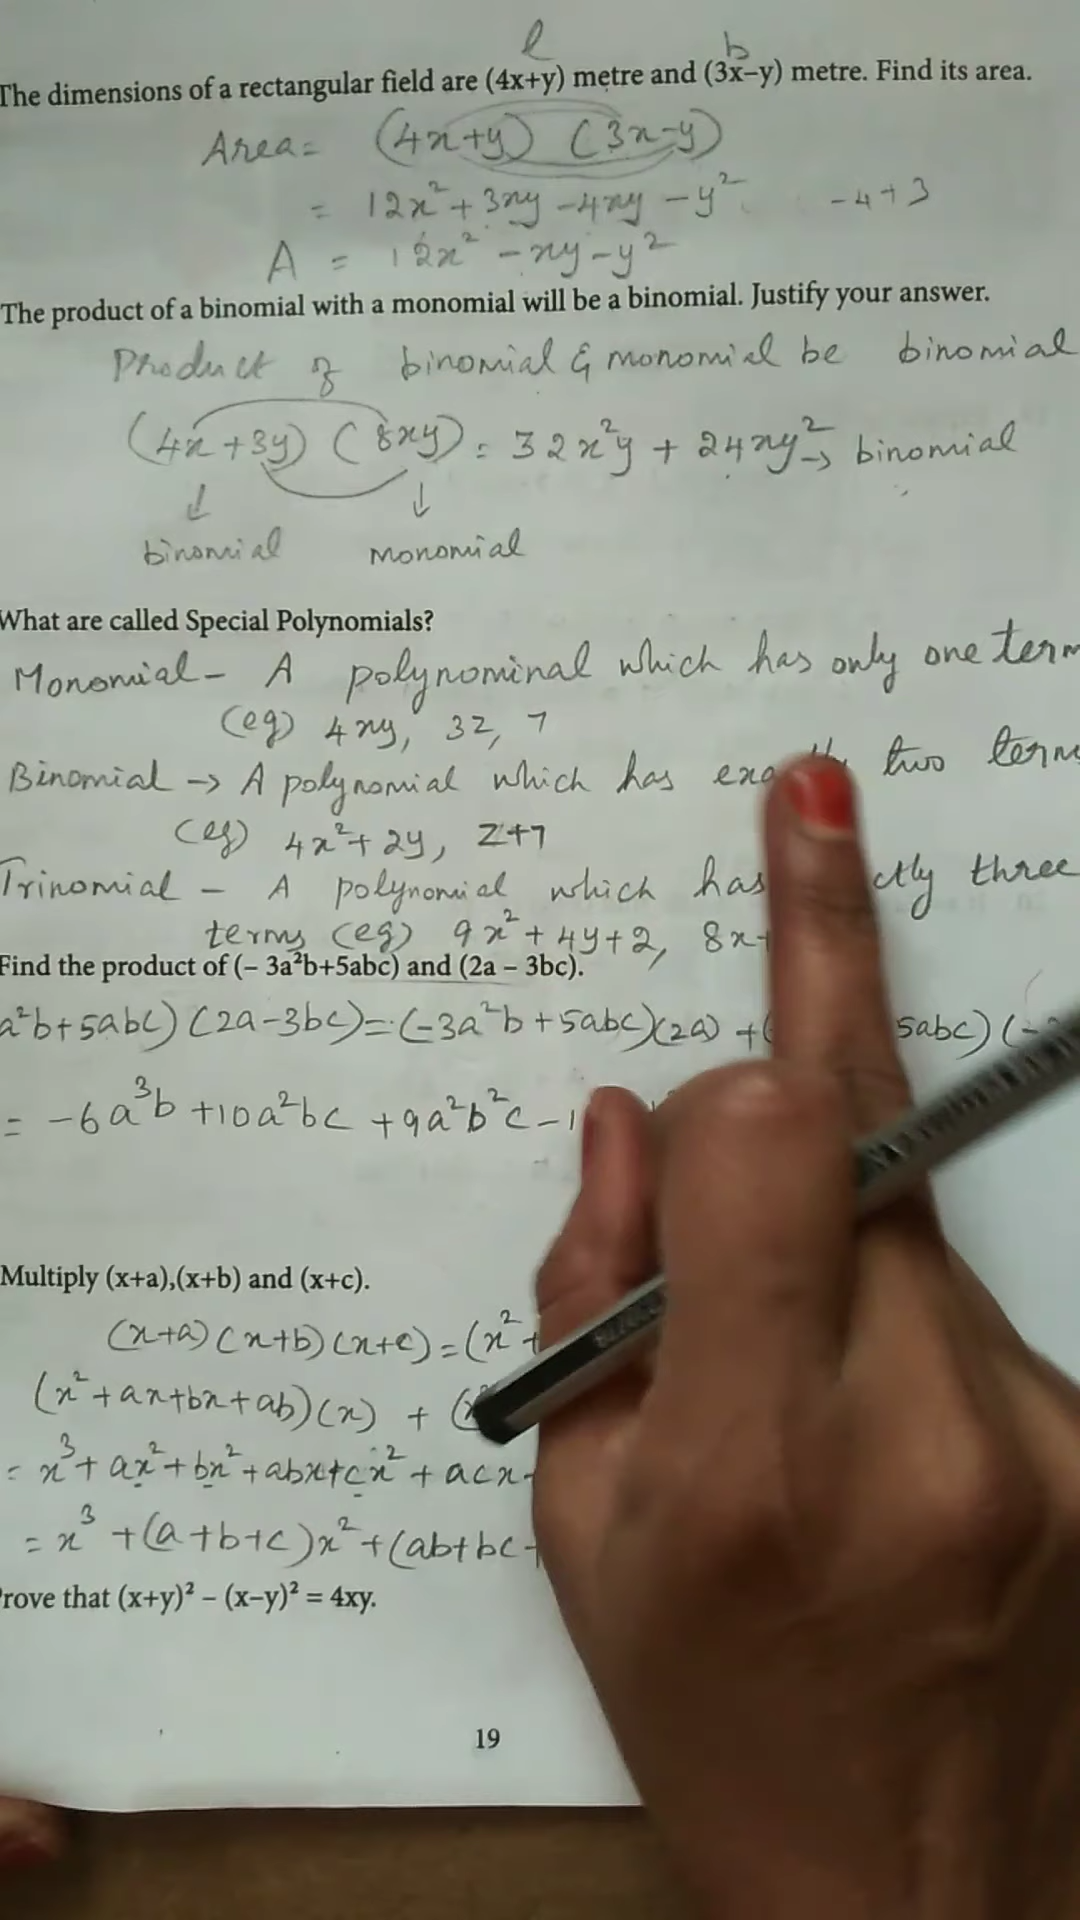 l b
The dimensions of a rectangular field are (4x+y) metre and (3x–y) metre. Find its area.
Area = (4x+y) (3x-y)
= 12x² + 3xy - 4xy - y² -4+3
A = 12x² - xy - y²
The product of a binomial with a monomial will be a binomial. Justify your answer.
Product of binomial & monomial be binomial
(4x+3y) (8xy) = 32x²y + 24xy² → binomial
↓ ↓
binomial monomial
What are called Special Polynomials?
Monomial - A polynominal which has only one term
(eg) 4xy, 3z, 7
Binomial → A polynomial which has two term
(eg) 4x²+2y, z+7
Trinomial - A polynomial which has three
terms (eg) 9x²+4y+2, 8x+
Find the product of (– 3a²b+5abc) and (2a – 3bc).
a²b+5abc) (2a-3bc) = (-3a²b+5abc)(2a) +( 5abc)(-
= -6a³b +10a²bc +9a²b²c -1
Multiply (x+a),(x+b) and (x+c).
(x+a) (x+b) (x+c) = (x²+
(x²+ax+bx+ab)(x) + (x
= x³+ax²+bx²+abx+cx²+acx
= x³ +(a+b+c)x²+(ab+bc
rove that (x+y)² – (x–y)² = 4xy.
19